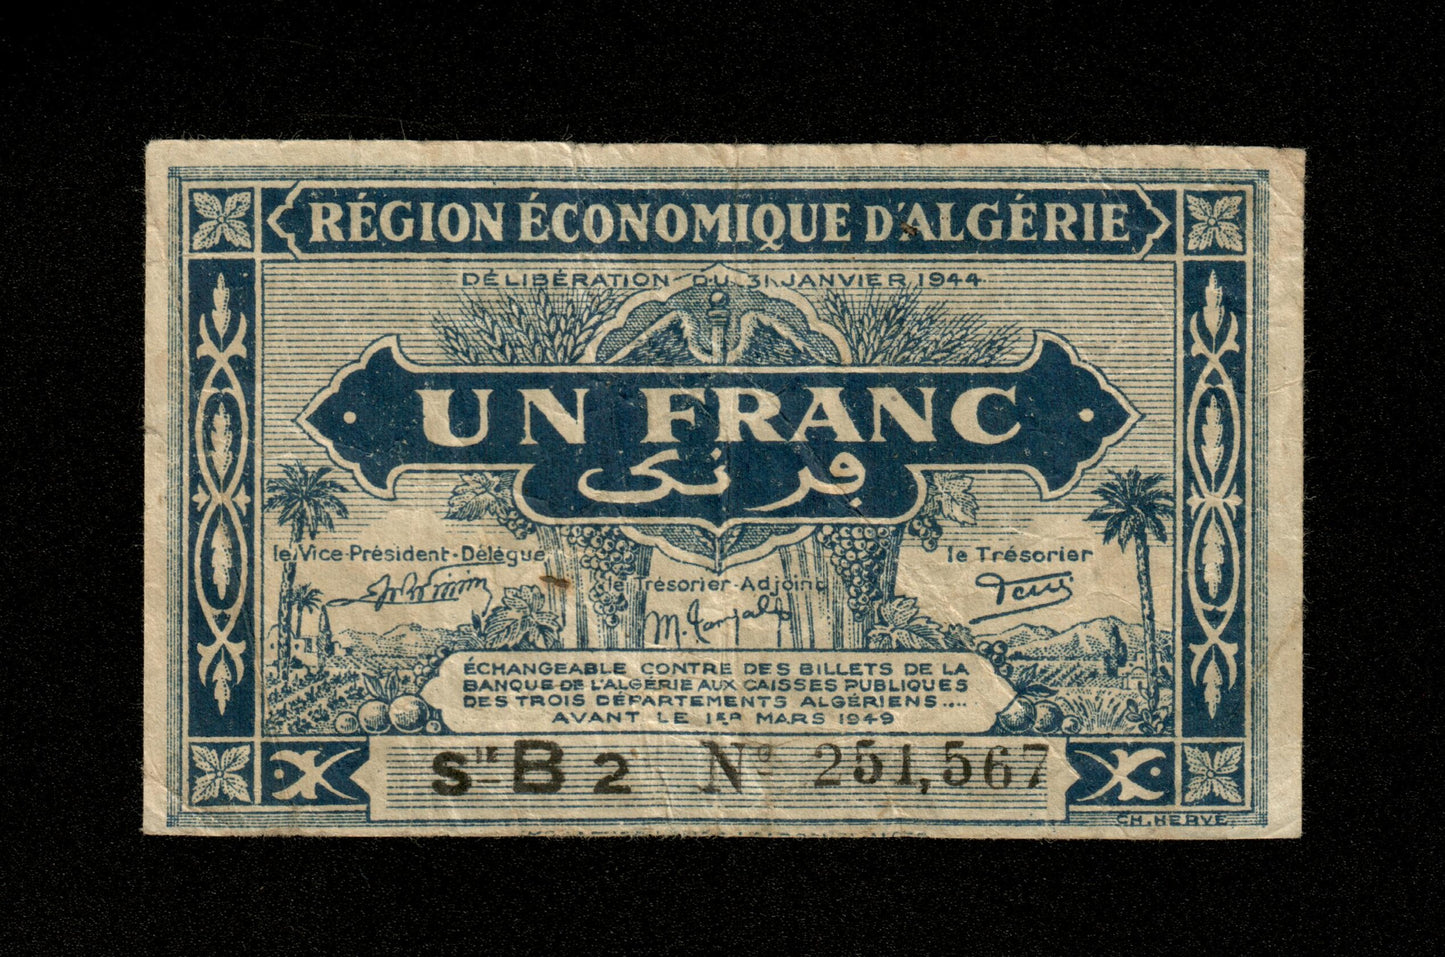 RÉGION ÉCONOMIQUE D'ALGÉRIE
DÉLIBÉRATION DU 31 JANVIER 1944
UN FRANC
فرنك
le Vice-Président-Délégué
le Trésorier-Adjoint
le Trésorier
ÉCHANGEABLE CONTRE DES BILLETS DE LA
BANQUE DE L'ALGÉRIE AUX CAISSES PUBLIQUES
DES TROIS DÉPARTEMENTS ALGÉRIENS....
AVANT LE 1ER MARS 1949
SIE B 2 No 251,567
CH. HERVE